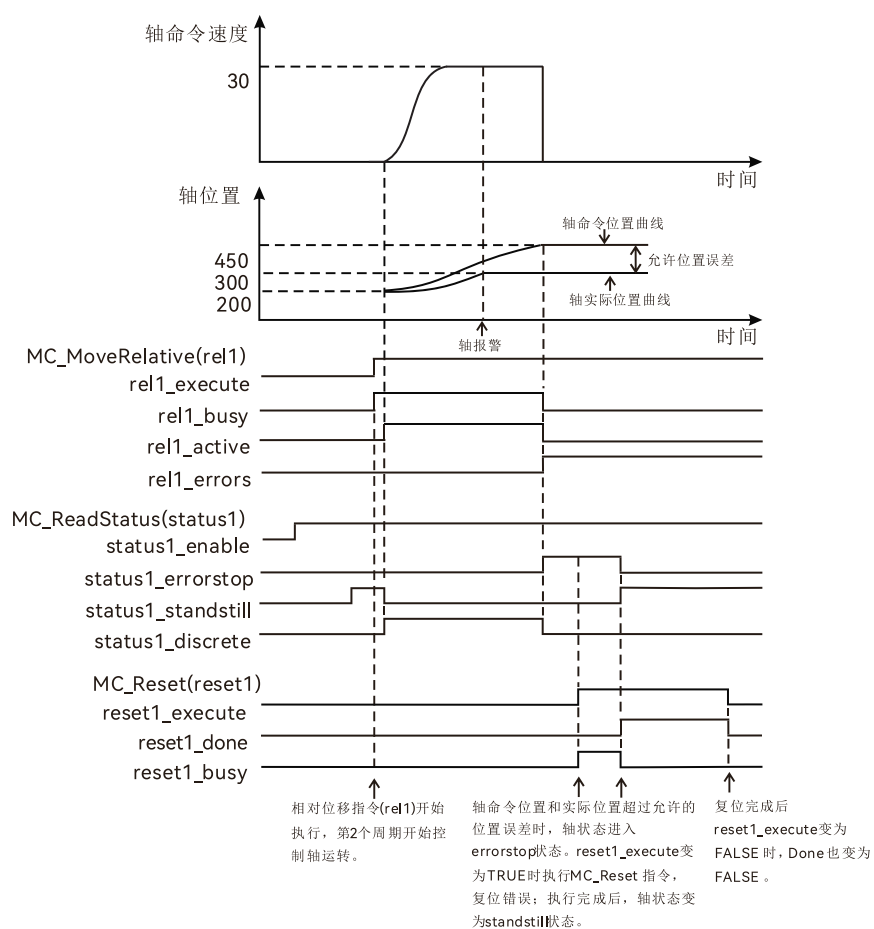 轴命令速度
30
时间
轴位置
轴命令位置曲线
450
允许位置误差
300
200
轴实际位置曲线
时间
轴报警
MC_MoveRelative(rel1)
rel1_execute
rel1_busy
rel1_active
rel1_errors
MC_ReadStatus(status1)
status1_enable
status1_errorstop
status1_standstill
status1_discrete
MC_Reset(reset1)
reset1_execute
reset1_done
reset1_busy
相对位移指令(rel1)开始
执行，第2个周期开始控
制轴运转。
轴命令位置和实际位置超过允许的
位置误差时，轴状态进入
errorstop状态。reset1_execute变
为TRUE时执行MC_Reset 指令，
复位错误；执行完成后，轴状态变
为standstill状态。
复位完成后
reset1_execute变为
FALSE 时，Done也变为
FALSE 。